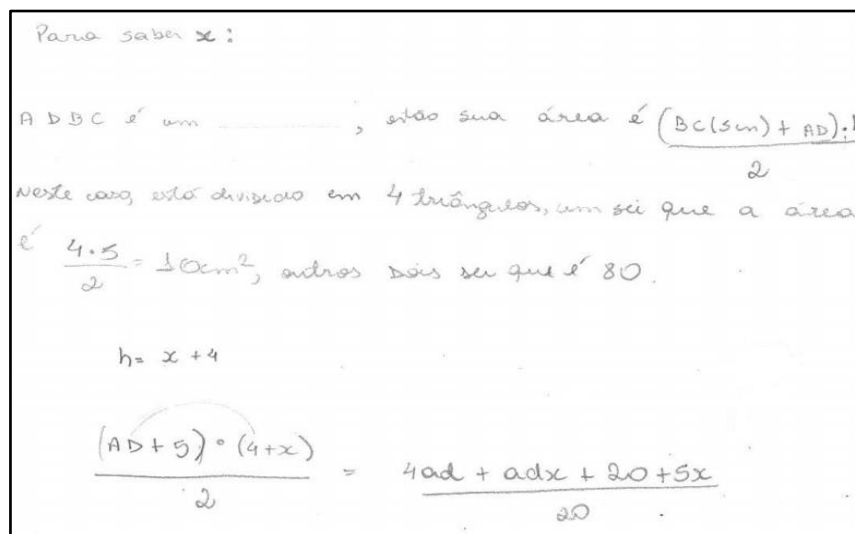 Para saber x:
ADBC é um ________, então sua área é (BC(5cm) + AD).h / 2
Neste caso, está dividido em 4 triângulos, um sei que a área
é 4.5 / 2 = 10cm², outros dois sei que é 80.
h= x + 4
(AD + 5) • (4+x) / 2 = 4ad + adx + 20 + 5x / 20